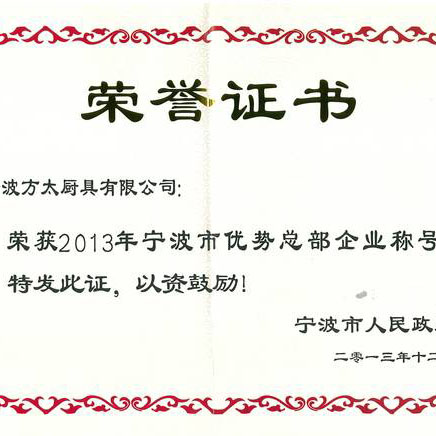 荣誉证书
波方太厨具有限公司:
荣获2013年宁波市优势总部企业称号
特发此证，以资鼓励!
宁波市人民政
二零一三年十二